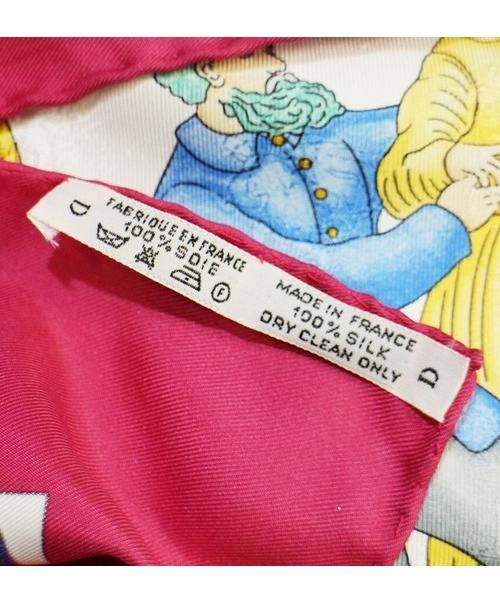 D
FABRIQUE EN FRANCE
100% SOIE
F
MADE IN FRANCE
100% SILK
DRY CLEAN ONLY
D